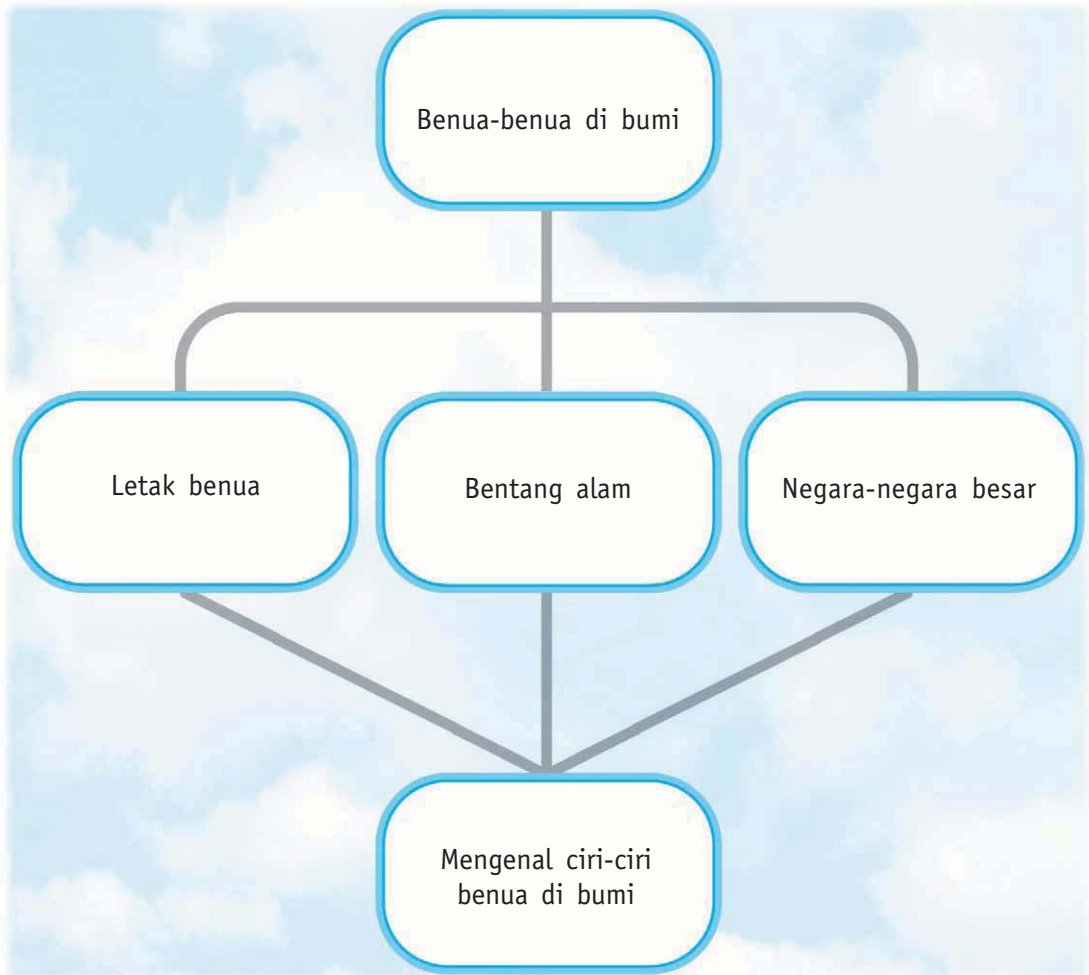 Benua-benua di bumi
Letak benua
Bentang alam
Negara-negara besar
Mengenal ciri-ciri
benua di bumi